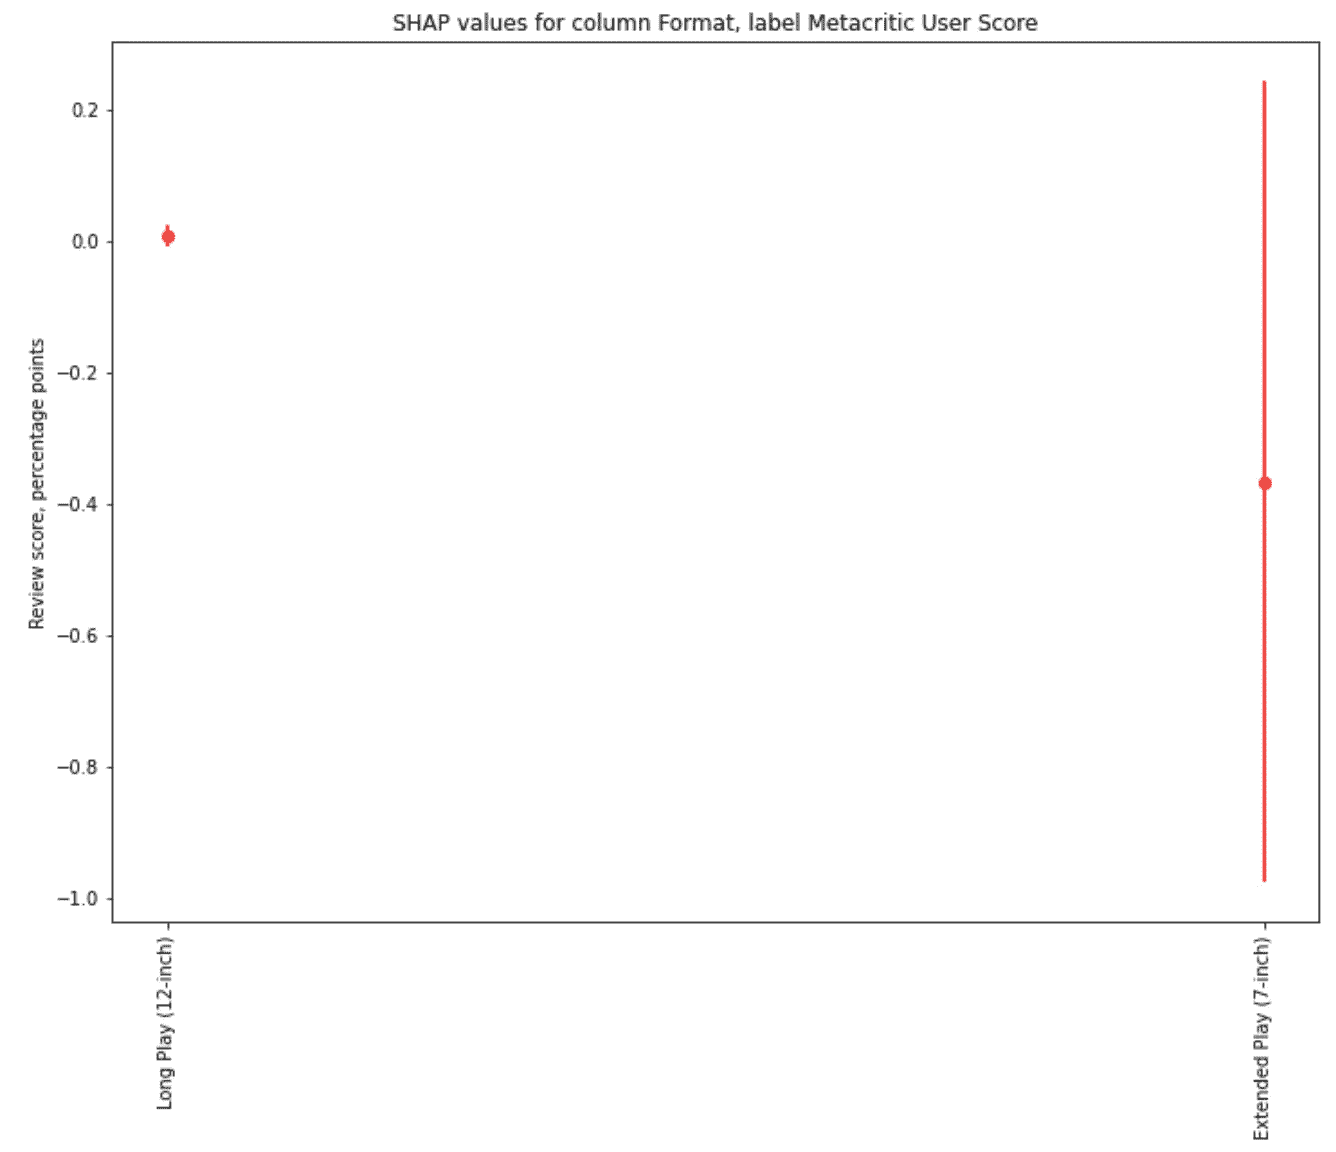 SHAP values for column Format, label Metacritic User Score
Review score, percentage points
0.2
0.0
−0.2
−0.4
−0.6
−0.8
−1.0
Long Play (12-inch)
Extended Play (7-inch)